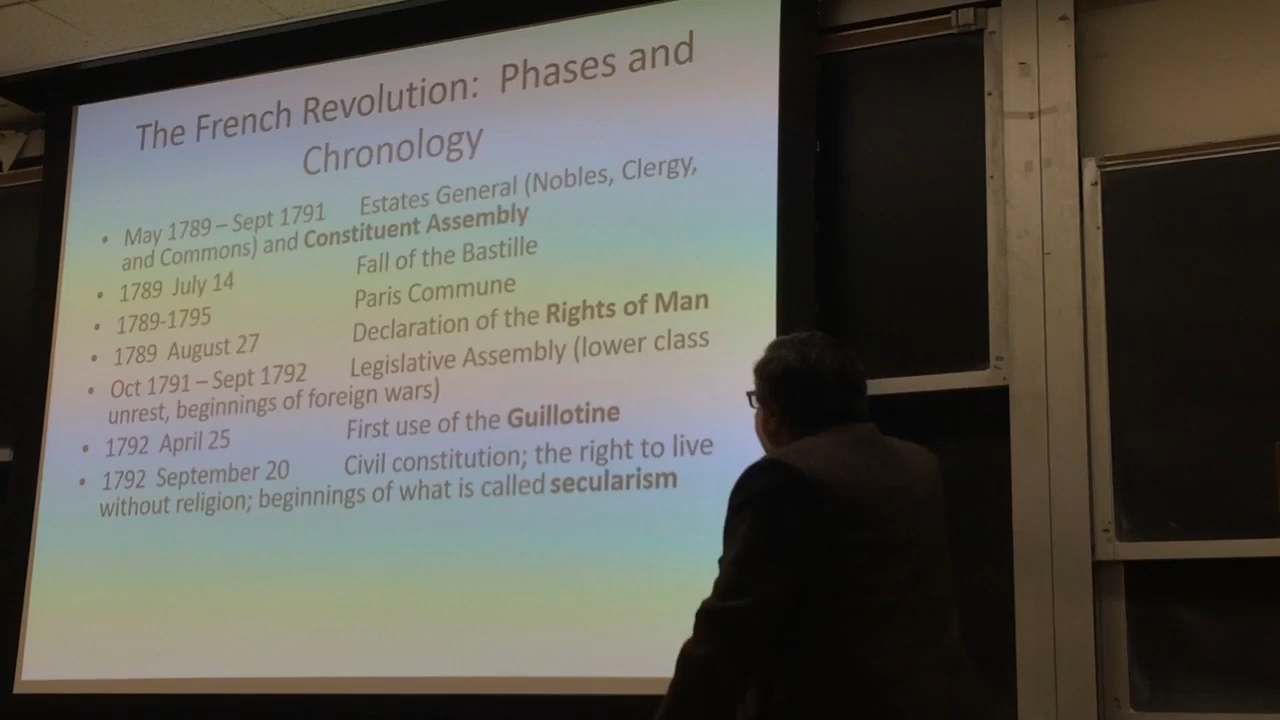 The French Revolution: Phases and
Chronology
• May 1789 – Sept 1791 Estates General (Nobles, Clergy,
and Commons) and Constituent Assembly
• 1789 July 14 Fall of the Bastille
• 1789-1795 Paris Commune
• 1789 August 27 Declaration of the Rights of Man
• Oct 1791 – Sept 1792 Legislative Assembly (lower class
unrest, beginnings of foreign wars)
• 1792 April 25 First use of the Guillotine
• 1792 September 20 Civil constitution; the right to live
without religion; beginnings of what is called secularism